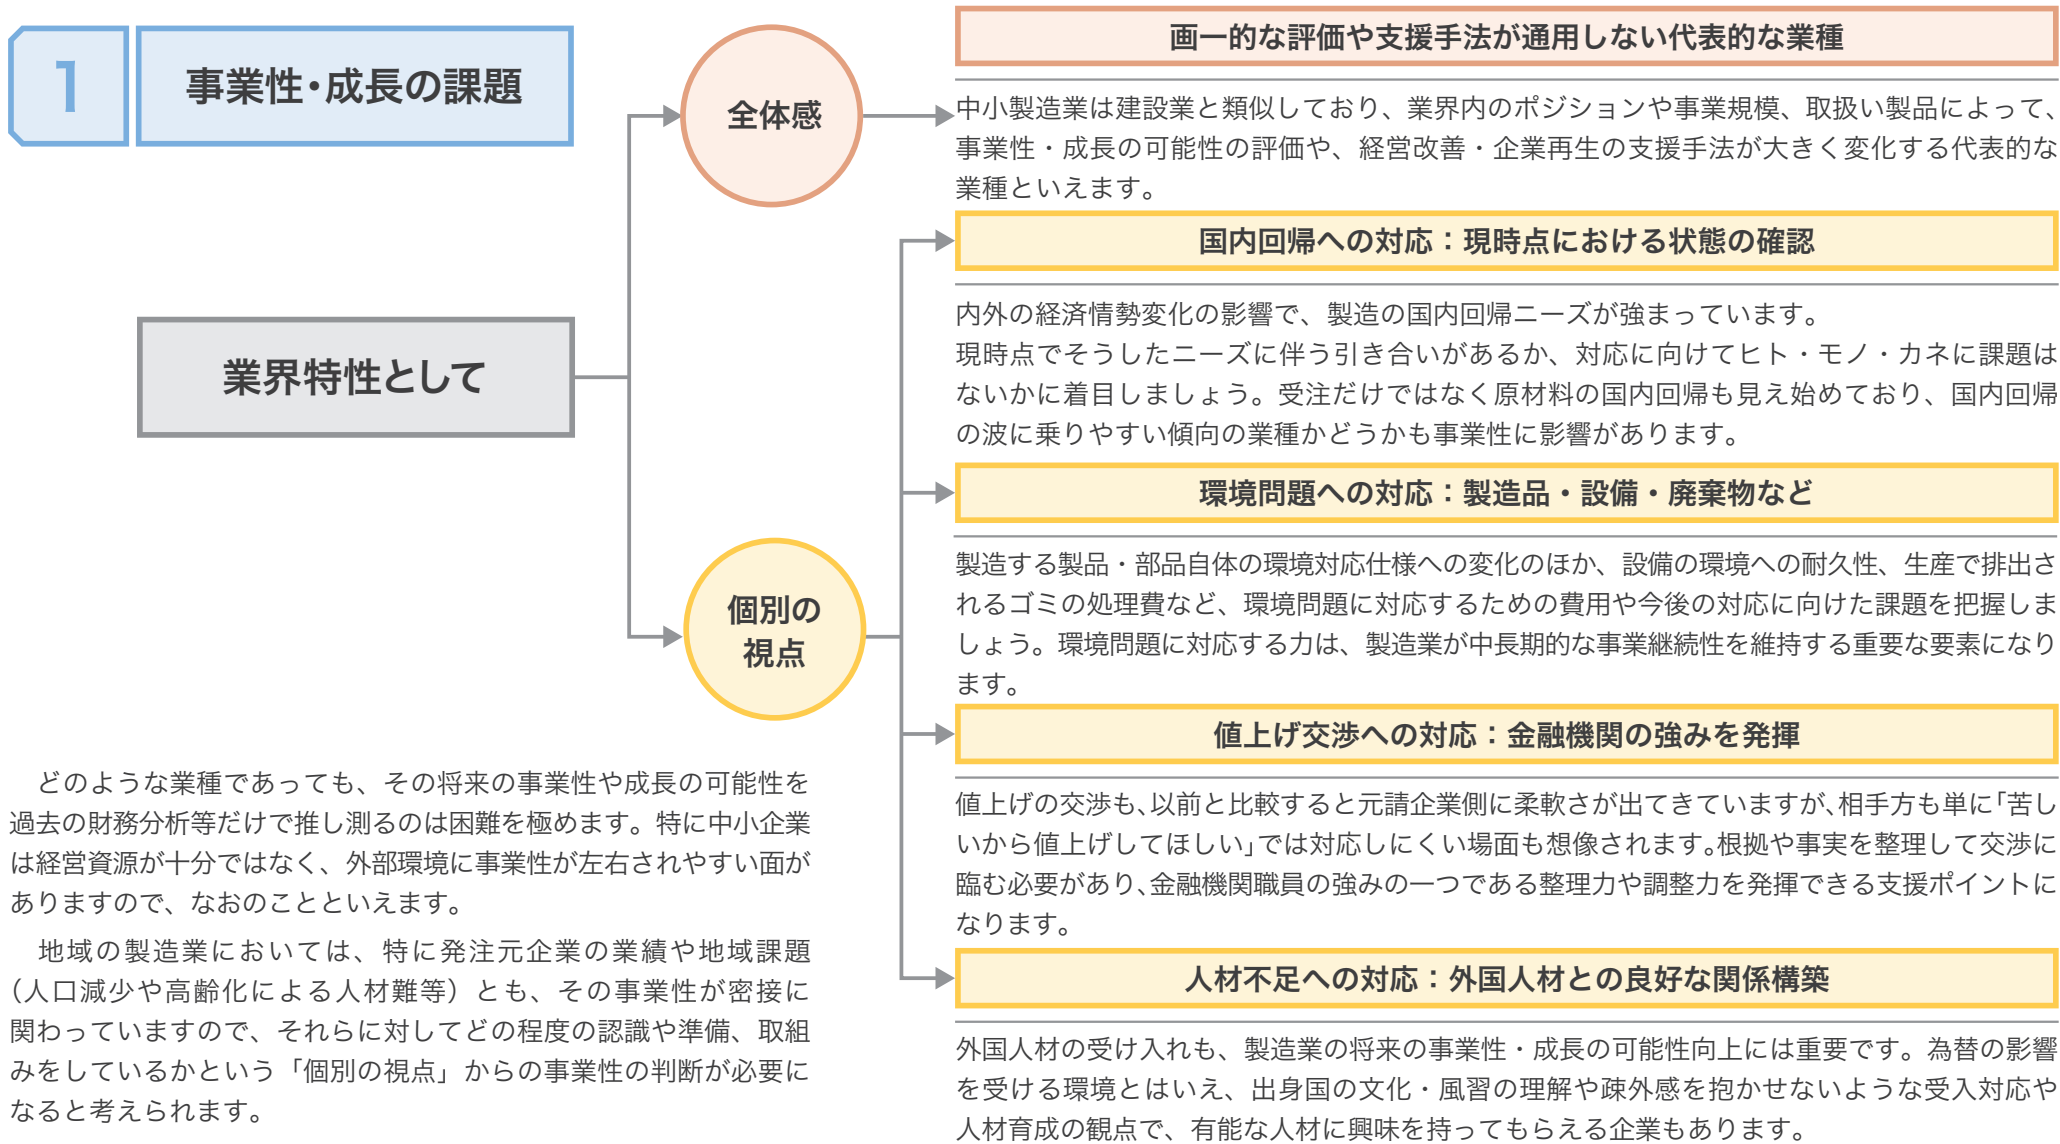 1
事業性・成長の課題
業界特性として
全体感
画一的な評価や支援手法が通用しない代表的な業種
中小製造業は建設業と類似しており、業界内のポジションや事業規模、取扱い製品によって、
事業性・成長の可能性の評価や、経営改善・企業再生の支援手法が大きく変化する代表的な
業種といえます。
個別の
視点
国内回帰への対応：現時点における状態の確認
内外の経済情勢変化の影響で、製造の国内回帰ニーズが強まっています。
現時点でそうしたニーズに伴う引き合いがあるか、対応に向けてヒト・モノ・カネに課題は
ないかに着目しましょう。受注だけではなく原材料の国内回帰も見え始めており、国内回帰
の波に乗りやすい傾向の業種かどうかも事業性に影響があります。
環境問題への対応：製造品・設備・廃棄物など
製造する製品・部品自体の環境対応仕様への変化のほか、設備の環境への耐久性、生産で排出さ
れるゴミの処理費など、環境問題に対応するための費用や今後の対応に向けた課題を把握しま
しょう。環境問題に対応する力は、製造業が中長期的な事業継続性を維持する重要な要素になり
ます。
値上げ交渉への対応：金融機関の強みを発揮
値上げの交渉も、以前と比較すると元請企業側に柔軟さが出てきていますが、相手方も単に「苦し
いから値上げしてほしい」では対応しにくい場面も想像されます。根拠や事実を整理して交渉に
臨む必要があり、金融機関職員の強みの一つである整理力や調整力を発揮できる支援ポイントに
なります。
人材不足への対応：外国人材との良好な関係構築
外国人材の受け入れも、製造業の将来の事業性・成長の可能性向上には重要です。為替の影響
を受ける環境とはいえ、出身国の文化・風習の理解や疎外感を抱かせないような受入対応や
人材育成の観点で、有能な人材に興味を持ってもらえる企業もあります。
どのような業種であっても、その将来の事業性や成長の可能性を
過去の財務分析等だけで推し測るのは困難を極めます。特に中小企業
は経営資源が十分ではなく、外部環境に事業性が左右されやすい面が
ありますので、なおのことといえます。
地域の製造業においては、特に発注元企業の業績や地域課題
（人口減少や高齢化による人材難等）とも、その事業性が密接に
関わっていますので、それらに対してどの程度の認識や準備、取組
みをしているかという「個別の視点」からの事業性の判断が必要に
なると考えられます。